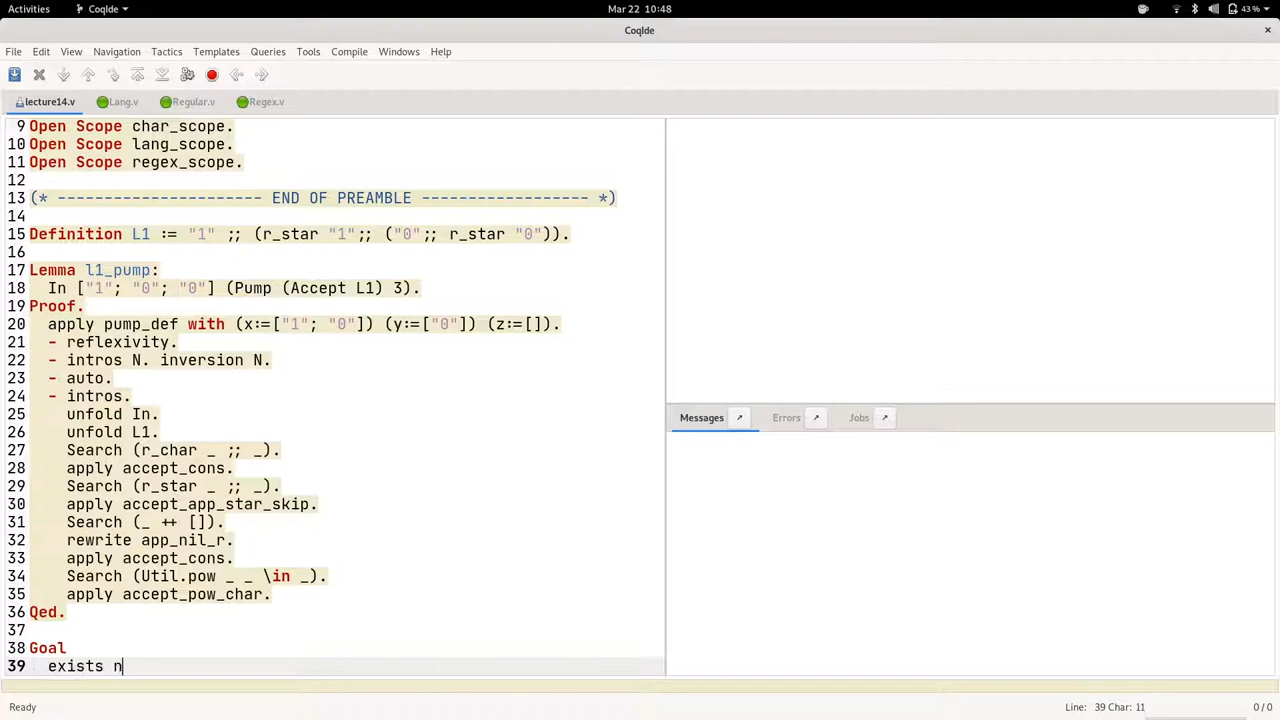 Activities CoqIde Mar 22 10:48 43 %
CoqIde
File Edit View Navigation Tactics Templates Queries Tools Compile Windows Help
lecture14.v Lang.v Regular.v Regex.v
9 Open Scope char_scope.
10 Open Scope lang_scope.
11 Open Scope regex_scope.
12
13 (* ---------------------- END OF PREAMBLE ------------------ *)
14
15 Definition L1 := "1" ;; (r_star "1";; ("0";; r_star "0")).
16
17 Lemma l1_pump:
18 In ["1"; "0"; "0"] (Pump (Accept L1) 3).
19 Proof.
20 apply pump_def with (x:=["1"; "0"]) (y:=["0"]) (z:=[]).
21 - reflexivity.
22 - intros N. inversion N.
23 - auto.
24 - intros.
25 unfold In.
26 unfold L1.
27 Search (r_char _ ;; _).
28 apply accept_cons.
29 Search (r_star _ ;; _).
30 apply accept_app_star_skip.
31 Search (_ ++ []).
32 rewrite app_nil_r.
33 apply accept_cons.
34 Search (Util.pow _ _ \in _).
35 apply accept_pow_char.
36 Qed.
37
38 Goal
39 exists n
Messages Errors Jobs
Ready Line: 39 Char: 11 0 / 0